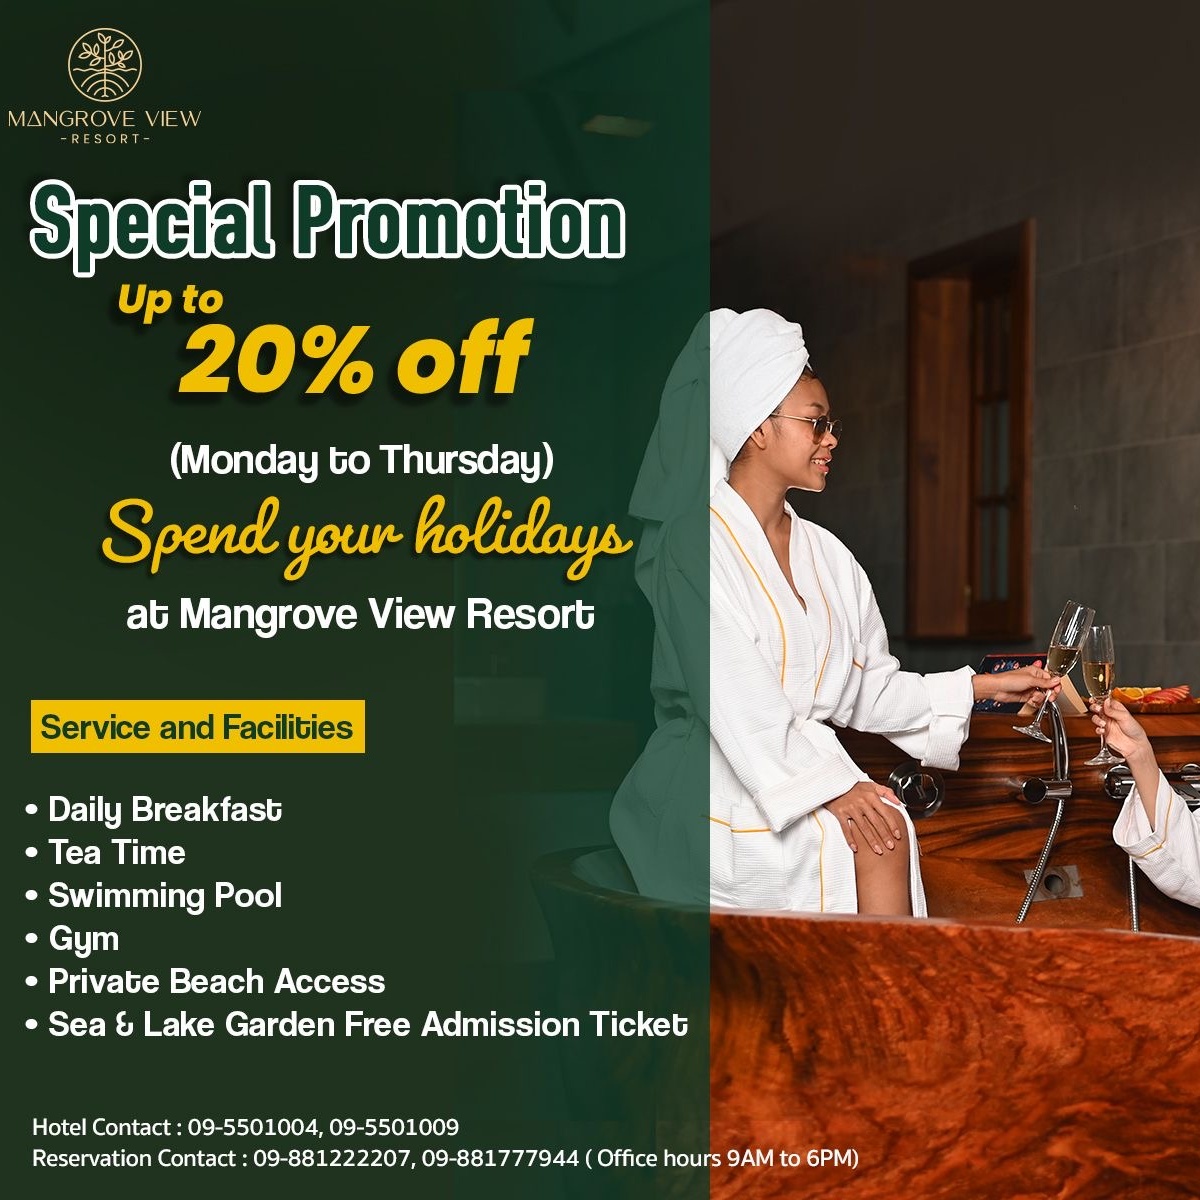 MANGROVE VIEW
-RESORT-
Special Promotion
Up to
20% off
(Monday to Thursday)
Spend your holidays
at Mangrove View Resort
Service and Facilities
• Daily Breakfast
• Tea Time
• Swimming Pool
• Gym
• Private Beach Access
• Sea & Lake Garden Free Admission Ticket
Hotel Contact : 09-5501004, 09-5501009
Reservation Contact : 09-881222207, 09-881777944 ( Office hours 9AM to 6PM)